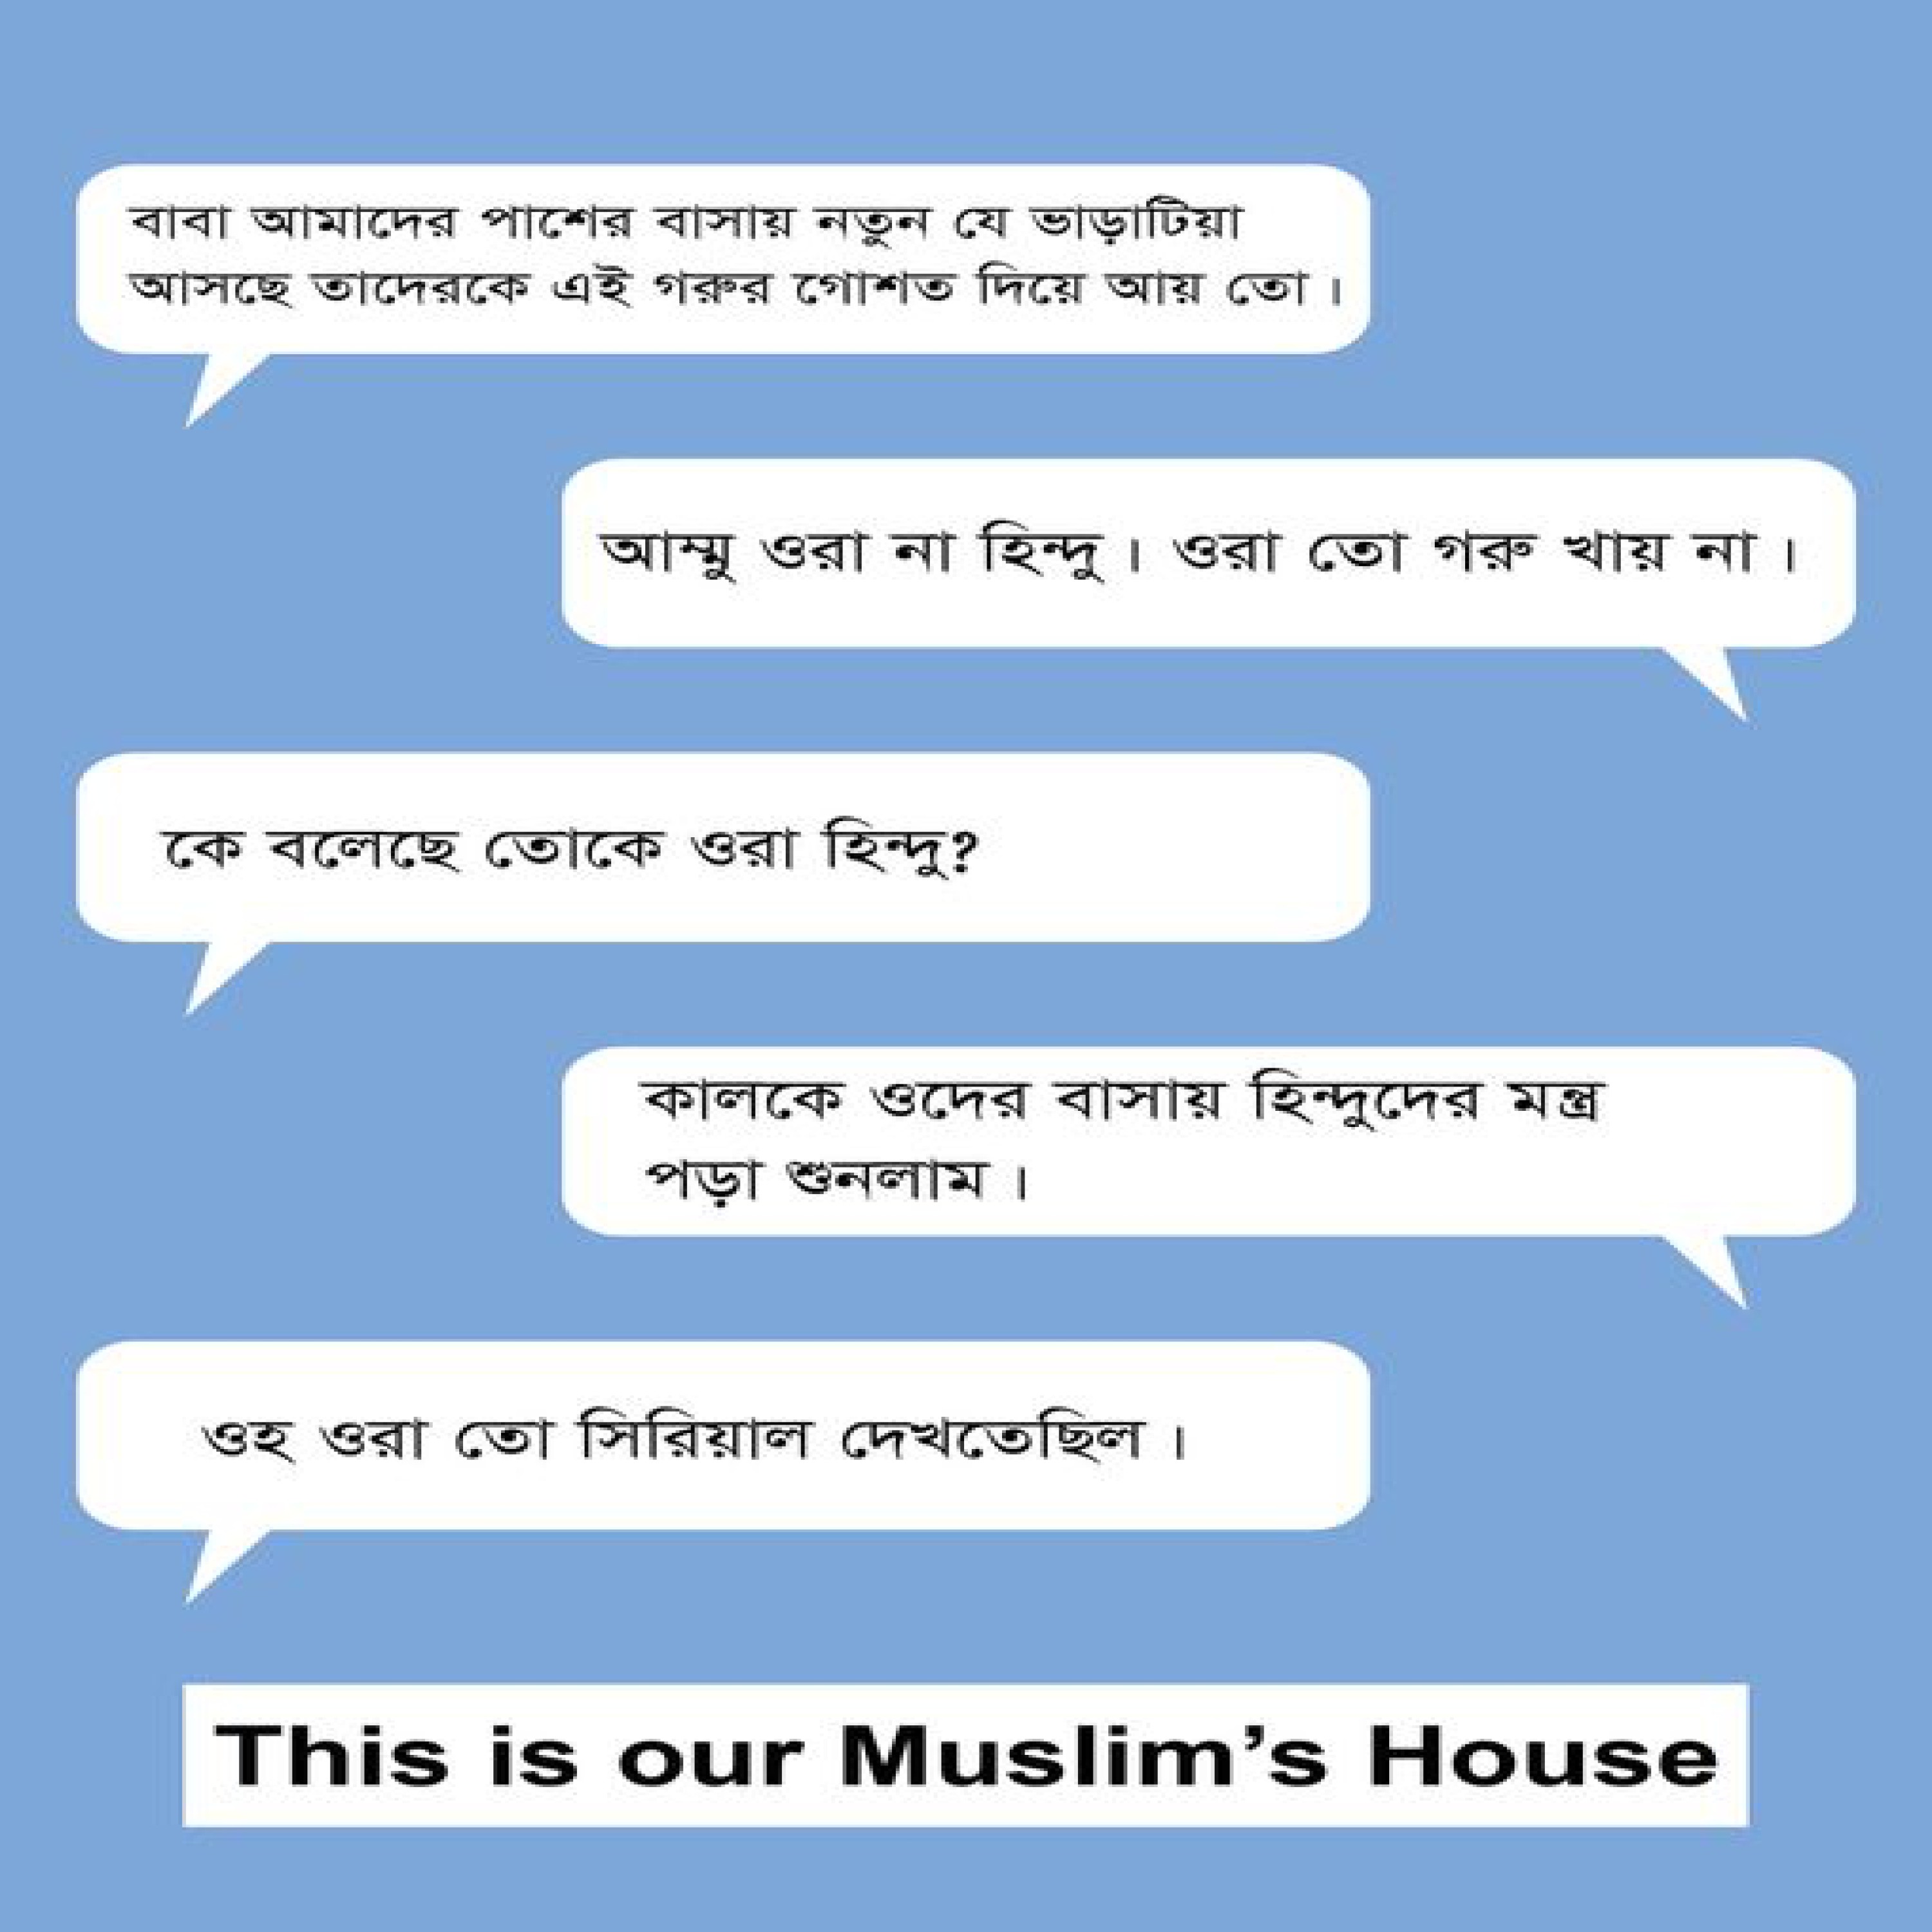 বাবা আমাদের পাশের বাসায় নতুন যে ভাড়াটিয়া
আসছে তাদেরকে এই গরুর গোশত দিয়ে আয় তো।
আম্মু ওরা না হিন্দু। ওরা তো গরু খায় না।
কে বলেছে তোকে ওরা হিন্দু?
কালকে ওদের বাসায় হিন্দুদের মন্ত্র
পড়া শুনলাম।
ওহ ওরা তো সিরিয়াল দেখতেছিল।
This is our Muslim’s House